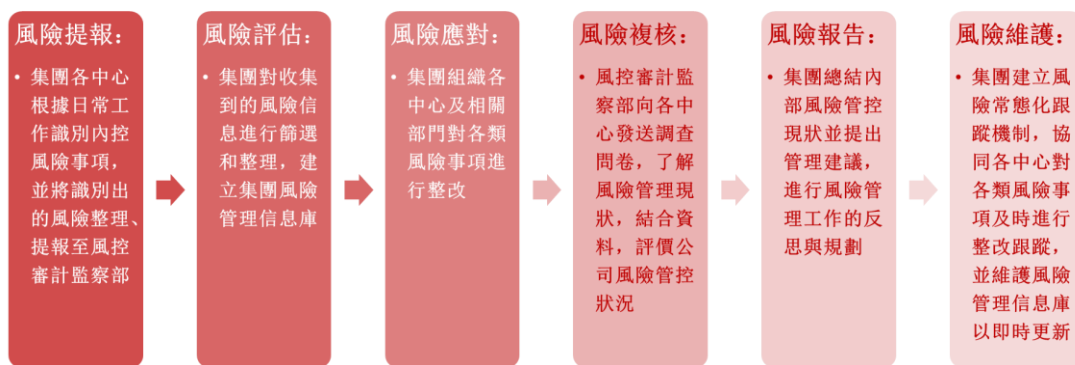 風險提報：
• 集團各中心
根據日常工
作識別內控
風險事項，
並將識別出
的風險整理、
提報至風控
審計監察部
風險評估：
• 集團對收集
到的風險信
息進行篩選
和整理，建
立集團風險
管理信息庫
風險應對：
• 集團組織各
中心及相關
部門對各類
風險事項進
行整改
風險複核：
• 風控審計監
察部向各中
心發送調查
問卷，了解
風險管理現
狀，結合資
料，評價公
司風險管控
狀況
風險報告：
• 集團總結內
部風險管控
現狀並提出
管理建議，
進行風險管
理工作的反
思與規劃
風險維護：
• 集團建立風
險常態化跟
蹤機制，協
同各中心對
各類風險事
項及時進行
整改跟蹤，
並維護風險
管理信息庫
以即時更新